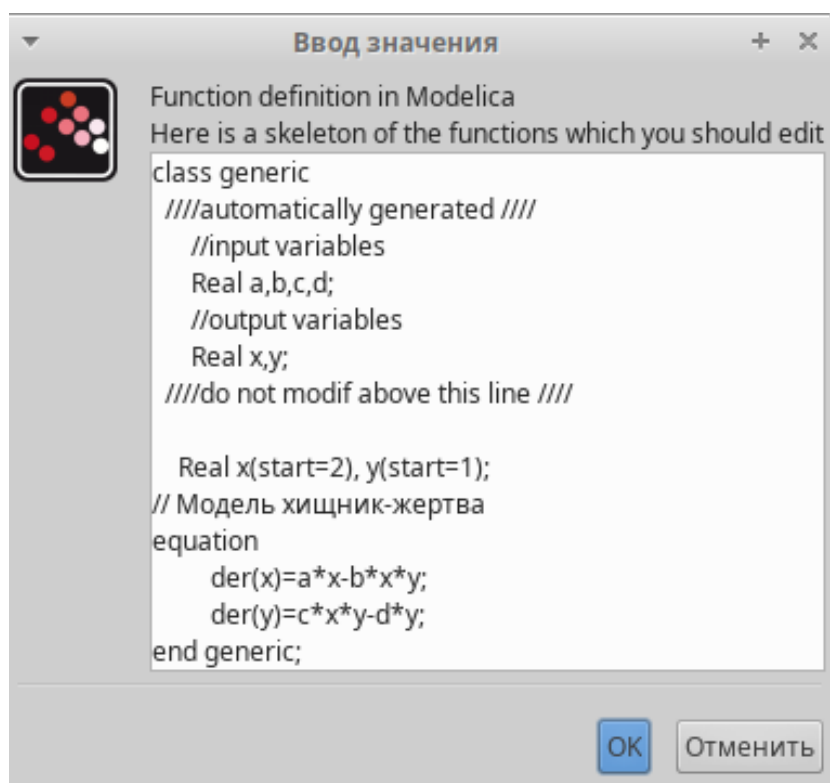 Ввод значения
Function definition in Modelica
Here is a skeleton of the functions which you should edit
class generic
////automatically generated ////
//input variables
Real a,b,c,d;
//output variables
Real x,y;
////do not modif above this line ////
Real x(start=2), y(start=1);
// Модель хищник-жертва
equation
der(x)=a*x-b*x*y;
der(y)=c*x*y-d*y;
end generic;
OK Отменить